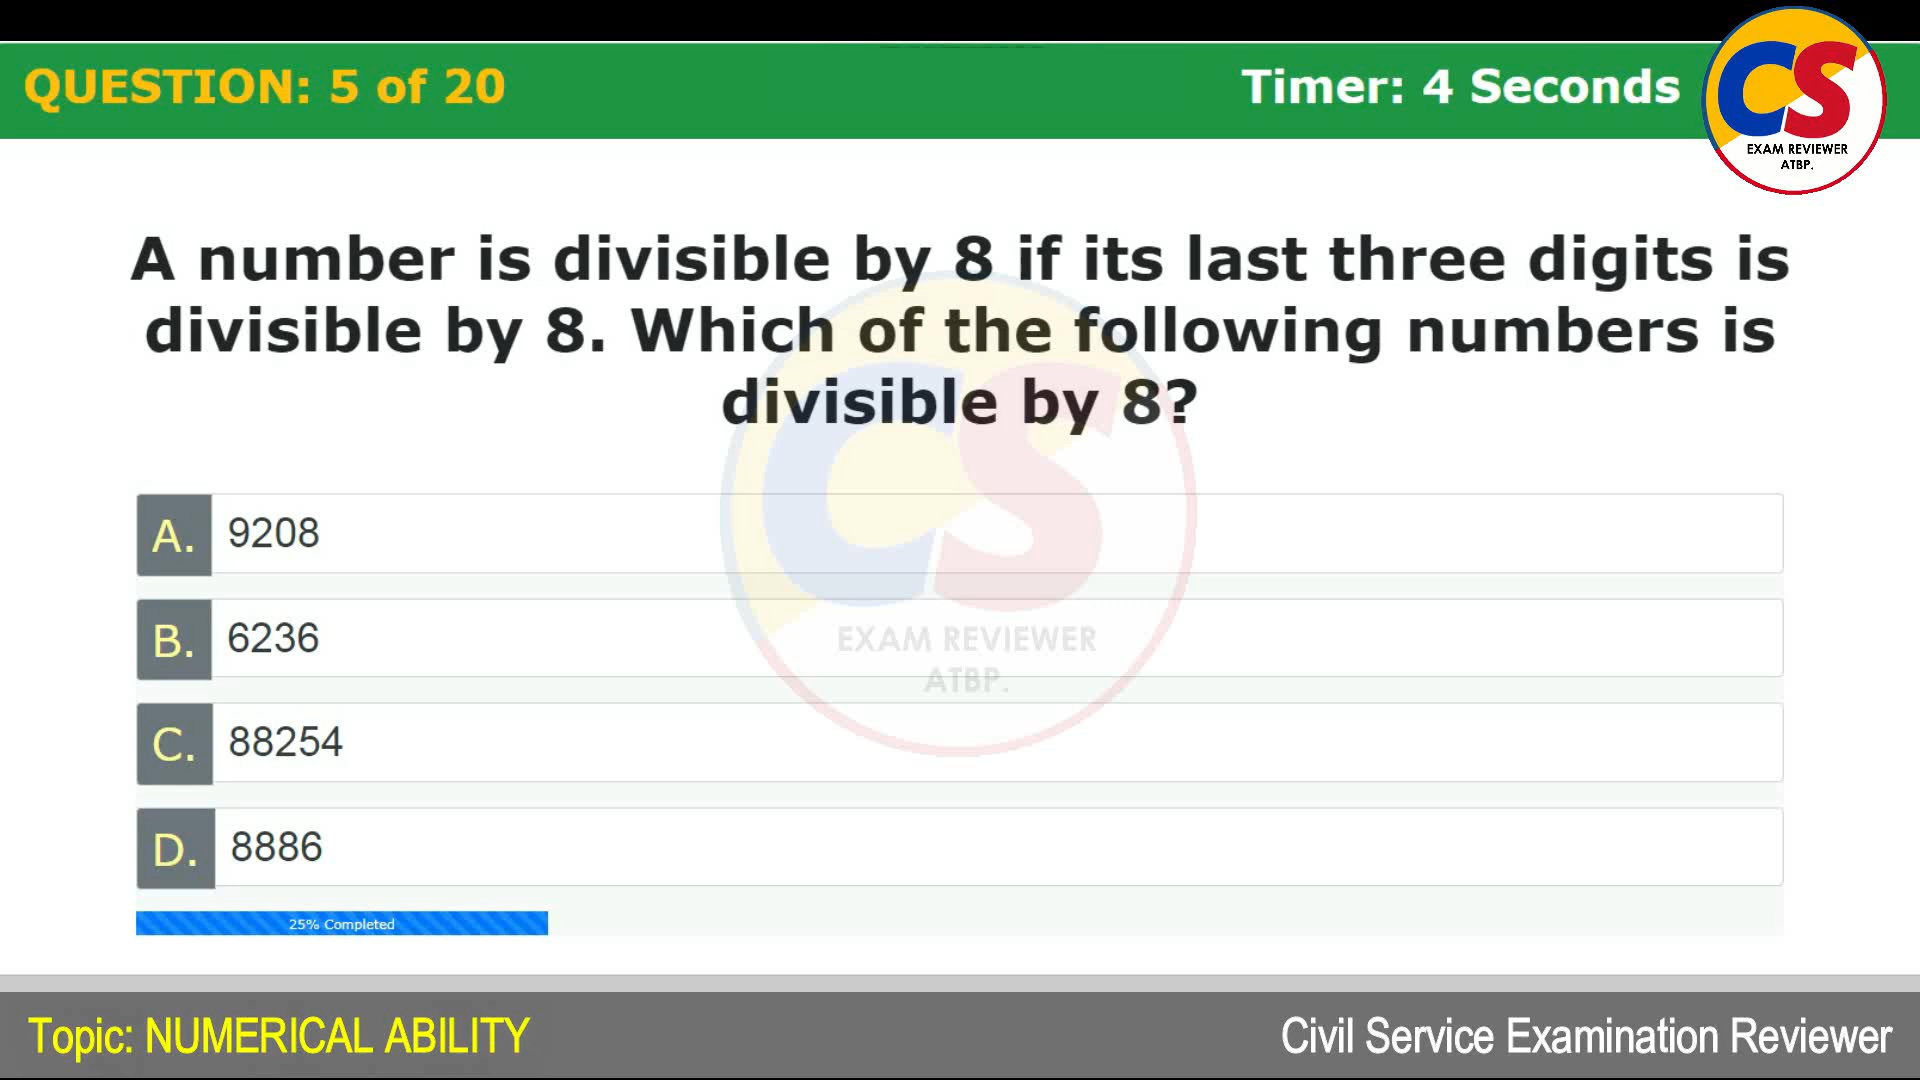 QUESTION: 5 of 20
Timer: 4 Seconds
CS
EXAM REVIEWER
ATBP.
A number is divisible by 8 if its last three digits is
divisible by 8. Which of the following numbers is
divisible by 8?
A. 9208
B. 6236
C. 88254
D. 8886
CS
EXAM REVIEWER
ATBP.
25% Completed
Topic: NUMERICAL ABILITY
Civil Service Examination Reviewer